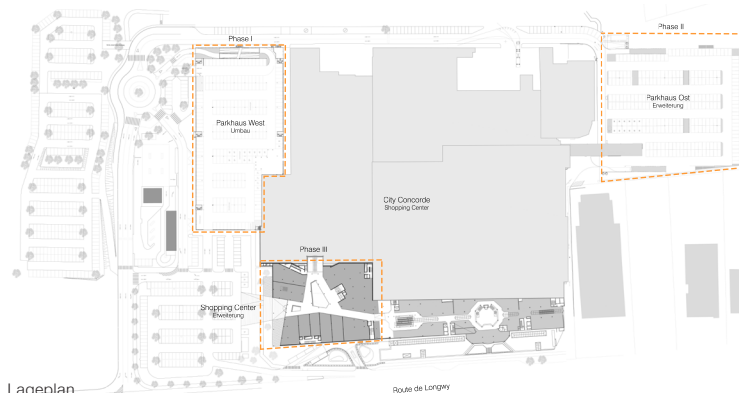 Phase II
Phase I
Parkhaus Ost
Erweiterung
Parkhaus West
Umbau
City Concorde
Shopping Center
Phase III
Shopping Center
Erweiterung
Lageplan
Route de Longwy